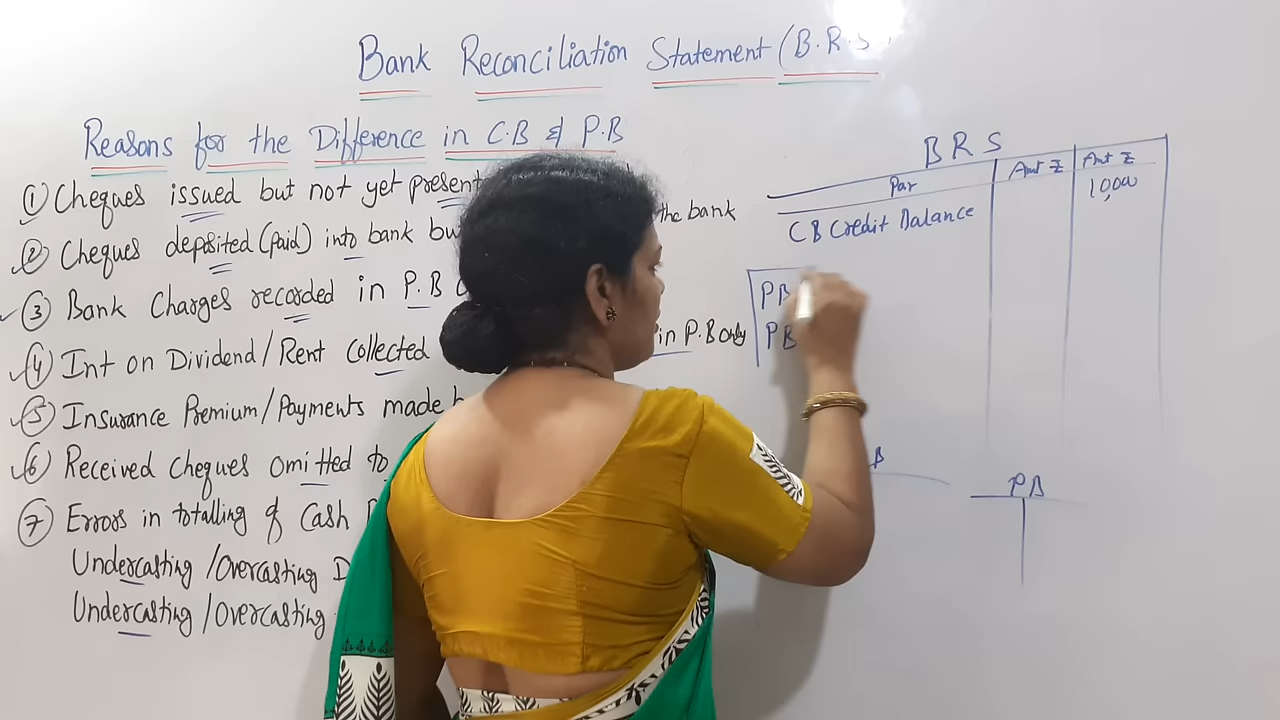 Bank Reconciliation Statement (B.R.S
Reasons for the Difference in C.B & P.B
① Cheques issued but not yet present
the bank
② Cheques deposited (paid) into bank bu
③ Bank Charges recorded in P.B
④ Int on Dividend/Rent Collected
in P.B only
⑤ Insurance Premium/Payments made
⑥ Received Cheques omitted to
⑦ Errors in totalling of Cash
Undercasting /Overcasting D
Undercasting /Overcasting
B R S
Par Amt ₹ Amt ₹
CB Credit Balance 1,000
PB
PB
B
PB